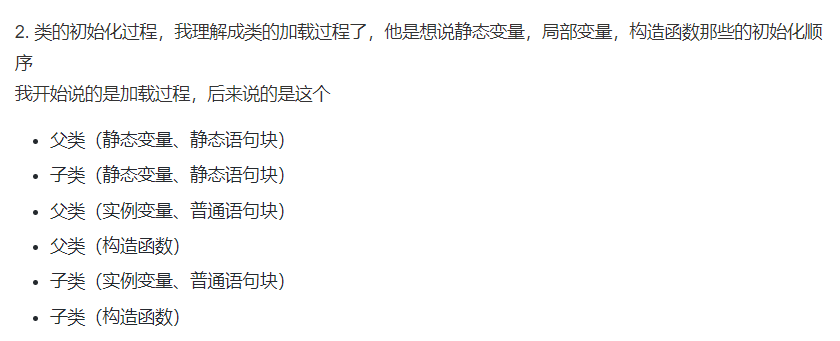 2. 类的初始化过程，我理解成类的加载过程了，他是想说静态变量，局部变量，构造函数那些的初始化顺
序
我开始说的是加载过程，后来说的是这个
• 父类（静态变量、静态语句块）
• 子类（静态变量、静态语句块）
• 父类（实例变量、普通语句块）
• 父类（构造函数）
• 子类（实例变量、普通语句块）
• 子类（构造函数）